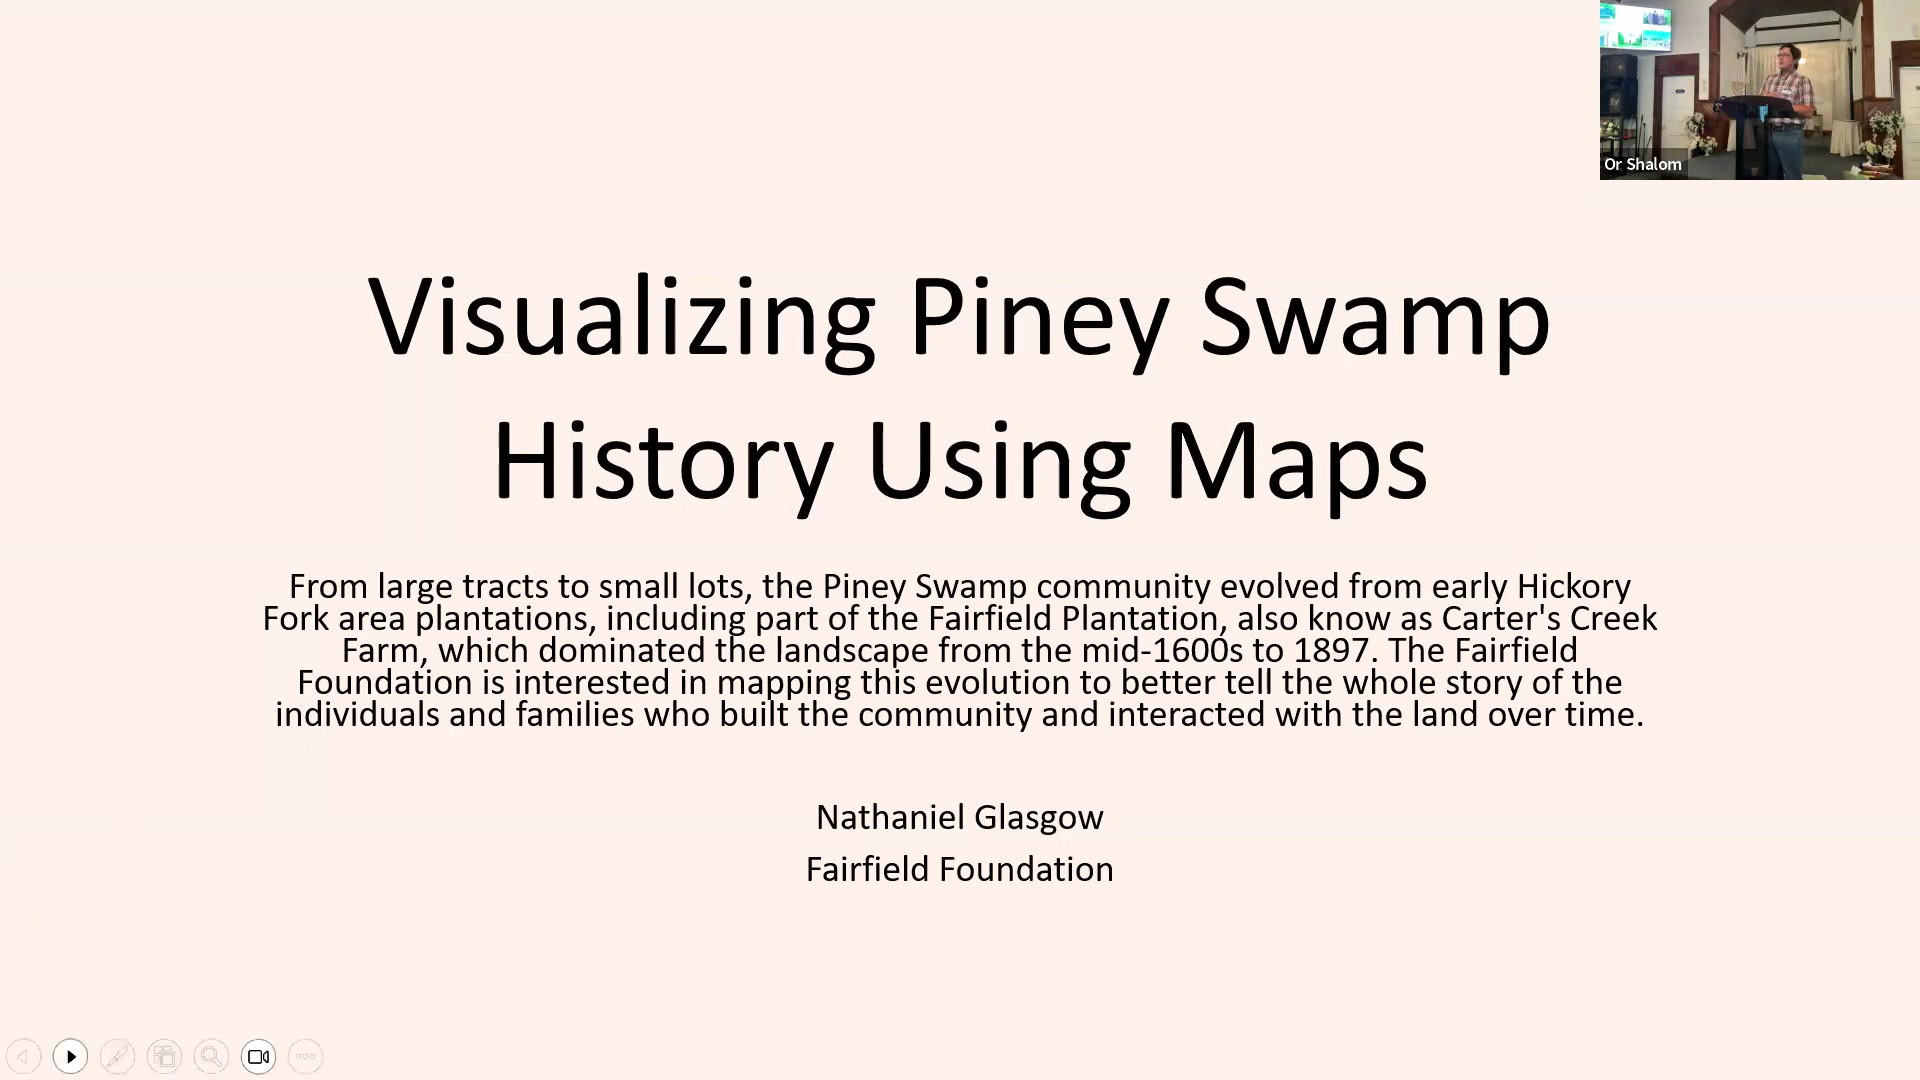 Or Shalom
Visualizing Piney Swamp
History Using Maps
From large tracts to small lots, the Piney Swamp community evolved from early Hickory
Fork area plantations, including part of the Fairfield Plantation, also know as Carter's Creek
Farm, which dominated the landscape from the mid-1600s to 1897. The Fairfield
Foundation is interested in mapping this evolution to better tell the whole story of the
individuals and families who built the community and interacted with the land over time.
Nathaniel Glasgow
Fairfield Foundation